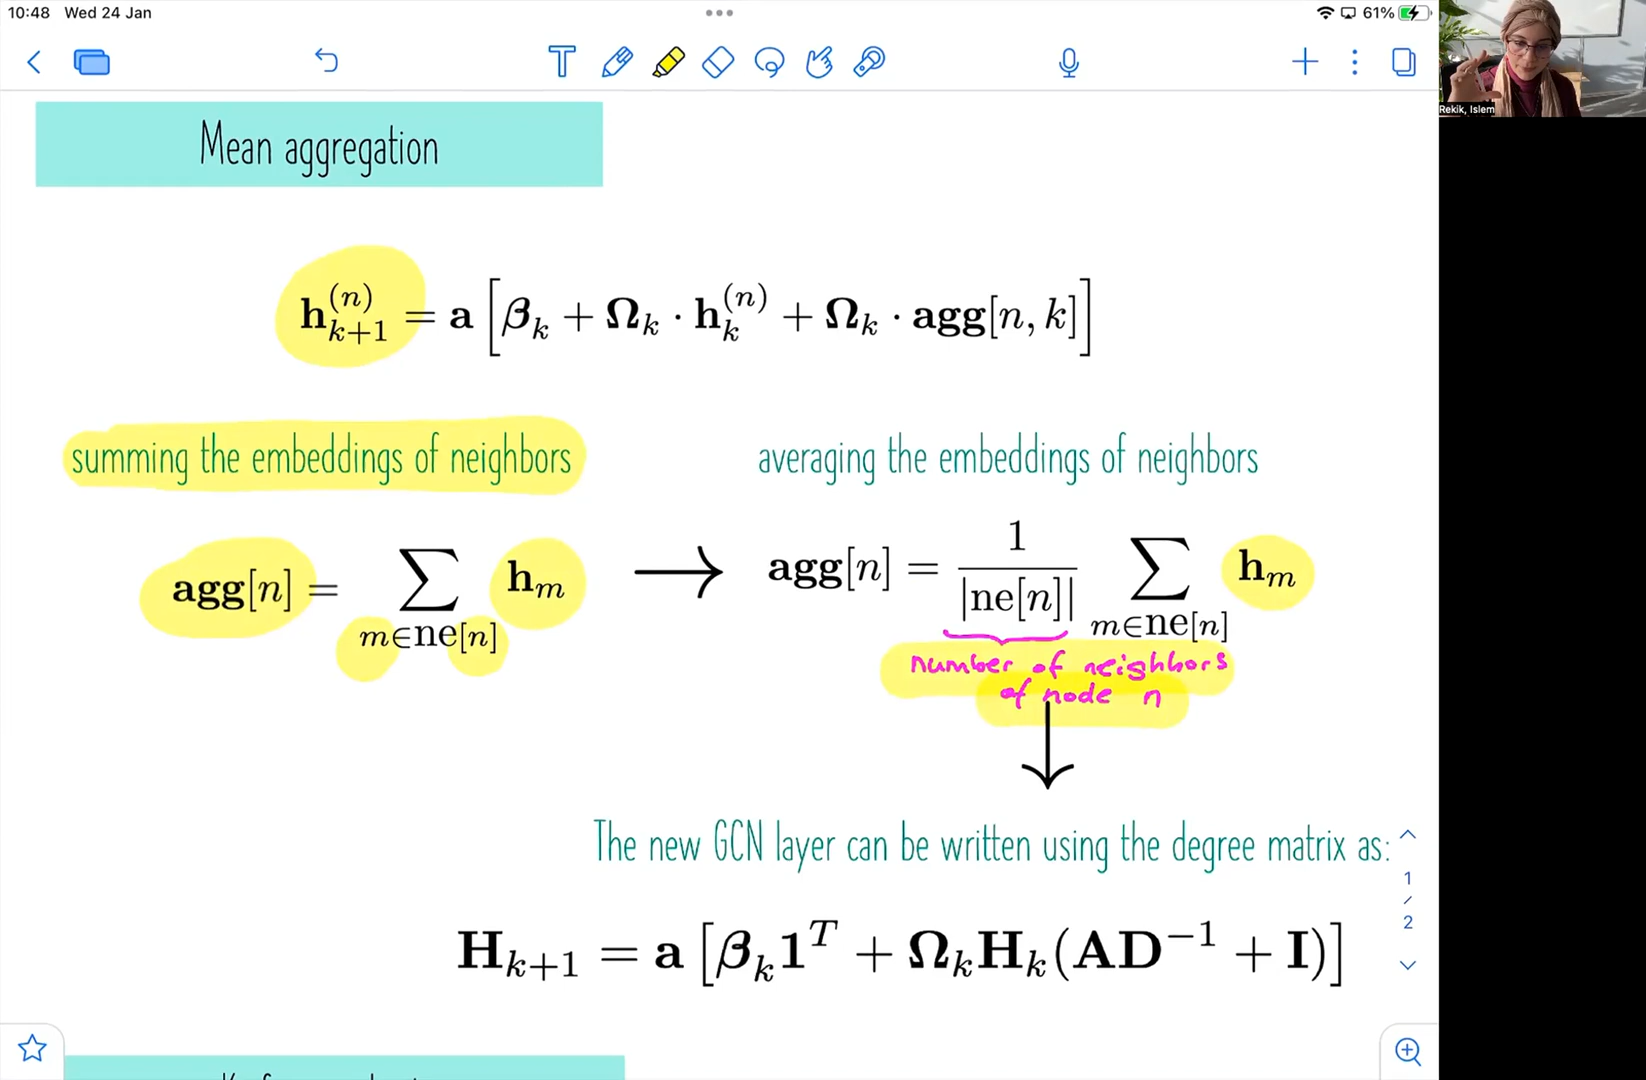 10:48 Wed 24 Jan
61%
Rekik, Islem
Mean aggregation
h_{k+1}^{(n)} = a [β_k + Ω_k · h_k^{(n)} + Ω_k · agg[n, k]]
summing the embeddings of neighbors
averaging the embeddings of neighbors
agg[n] = ∑_{m∈ne[n]} h_m → agg[n] = 1/|ne[n]| ∑_{m∈ne[n]} h_m
number of neighbors
of node n
The new GCN layer can be written using the degree matrix as:
H_{k+1} = a [β_k 1^T + Ω_k H_k (AD^{-1} + I)]
1
/
2